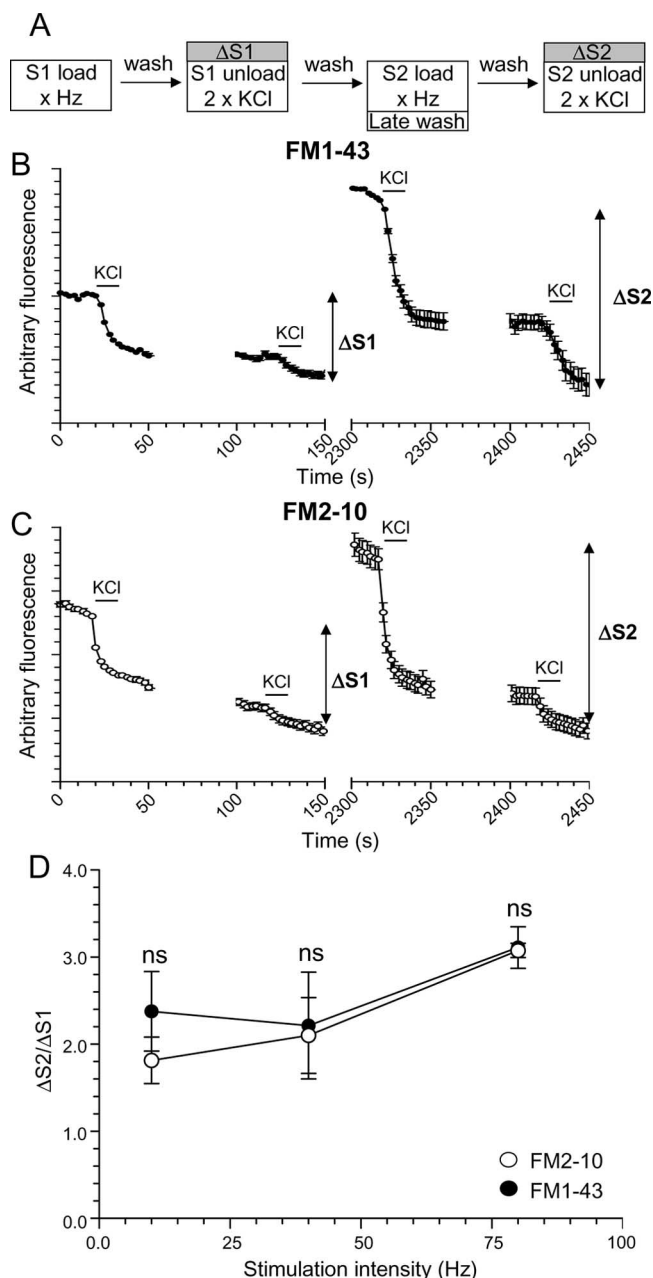 A
S1 load
x Hz
wash
ΔS1
S1 unload
2 x KCl
wash
S2 load
x Hz
Late wash
wash
ΔS2
S2 unload
2 x KCl
FM1-43
B
Arbitrary fluorescence
KCl
KCl
ΔS1
KCl
KCl
ΔS2
0
50
100
150
2300
2350
2400
2450
Time (s)
FM2-10
C
Arbitrary fluorescence
KCl
KCl
ΔS1
KCl
KCl
ΔS2
0
50
100
150
2300
2350
2400
2450
Time (s)
D
ΔS2/ΔS1
4.0
3.0
2.0
1.0
0.0
ns
ns
ns
FM2-10
FM1-43
0.0
25
50
75
100
Stimulation intensity (Hz)